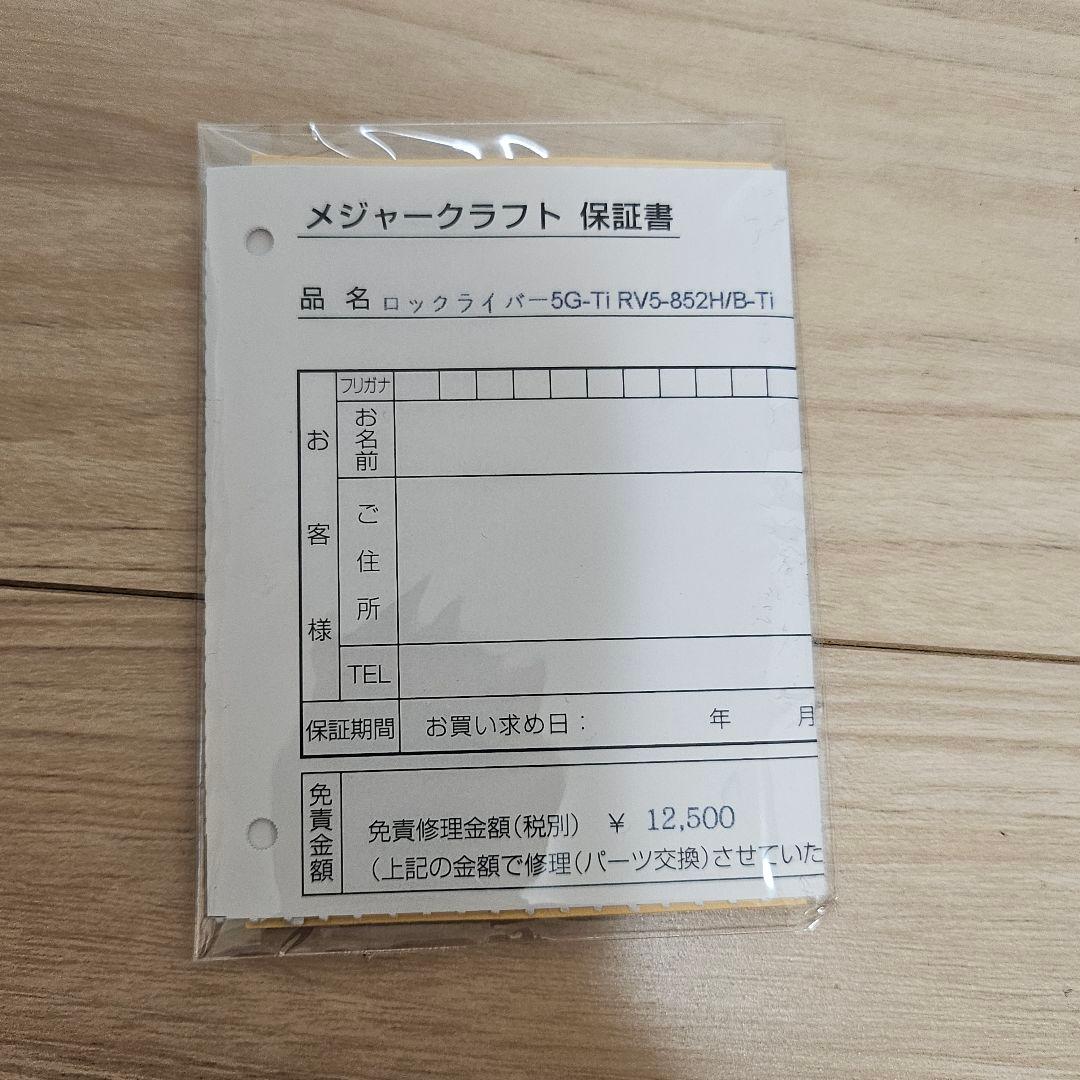 メジャークラフト 保証書
品 名 ロックライバー5G-Ti RV5-852H/B-Ti
お客様
フリガナ
お名前
ご住所
TEL
保証期間 お買い求め日: 年 月
免責金額
免責修理金額(税別) ¥ 12,500
(上記の金額で修理(パーツ交換)させていた